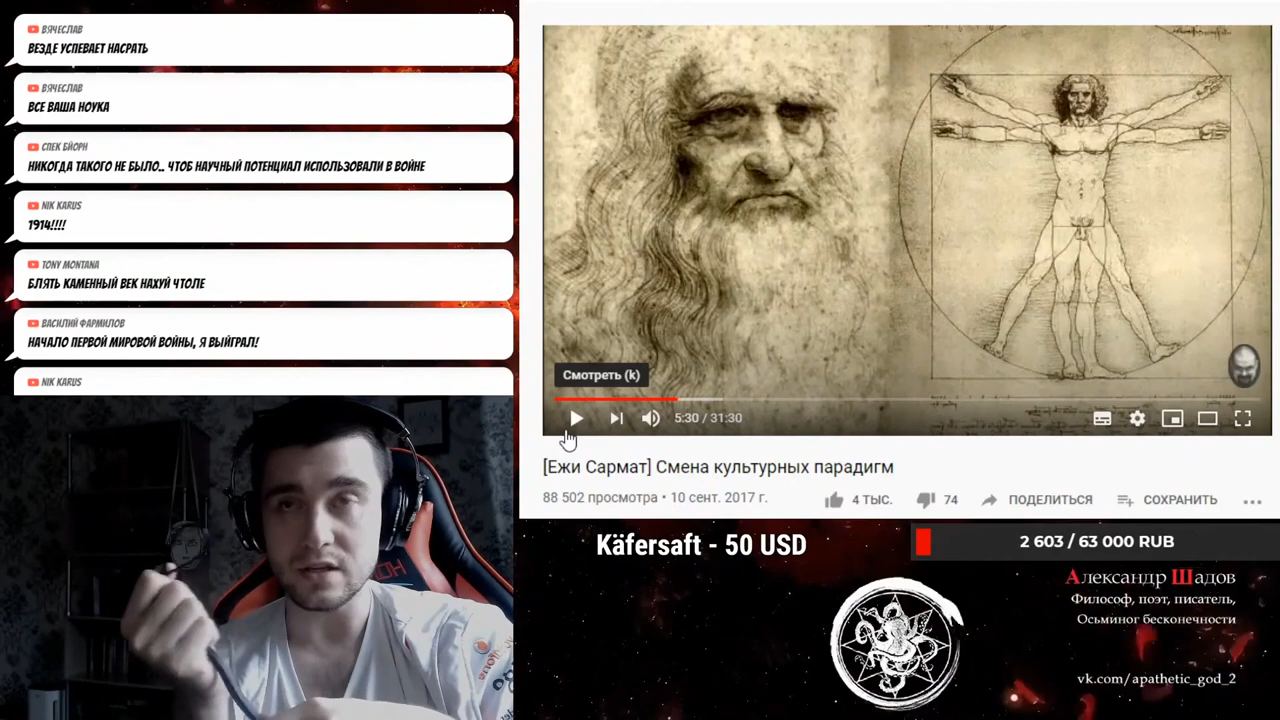 ВЯЧЕСЛАВ
ВЕЗДЕ УСПЕВАЕТ НАСРАТЬ
ВЯЧЕСЛАВ
ВСЕ ВАША НОУКА
СПЕК БЙОРН
НИКОГДА ТАКОГО НЕ БЫЛО.. ЧТОБ НАУЧНЫЙ ПОТЕНЦИАЛ ИСПОЛЬЗОВАЛИ В ВОЙНЕ
NIK KARUS
1914!!!!
TONY MONTANA
БЛЯТЬ КАМЕННЫЙ ВЕК НАХУЙ ЧТОЛЕ
ВАСИЛИЙ ФАРМИЛОВ
НАЧАЛО ПЕРВОЙ МИРОВОЙ ВОЙНЫ, Я ВЫЙГРАЛ!
NIK KARUS
Смотреть (k)
5:30 / 31:30
[Ежи Сармат] Смена культурных парадигм
88 502 просмотра • 10 сент. 2017 г.
4 ТЫС.
74
ПОДЕЛИТЬСЯ
СОХРАНИТЬ
Käfersaft - 50 USD
2 603 / 63 000 RUB
Александр Шадов
Философ, поэт, писатель,
Осьминог бесконечности
vk.com/apathetic_god_2